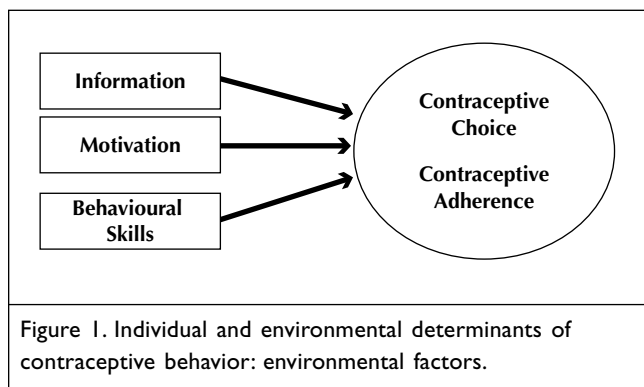 Information
Motivation
Behavioural
Skills
Contraceptive
Choice
Contraceptive
Adherence
Figure 1. Individual and environmental determinants of
contraceptive behavior: environmental factors.